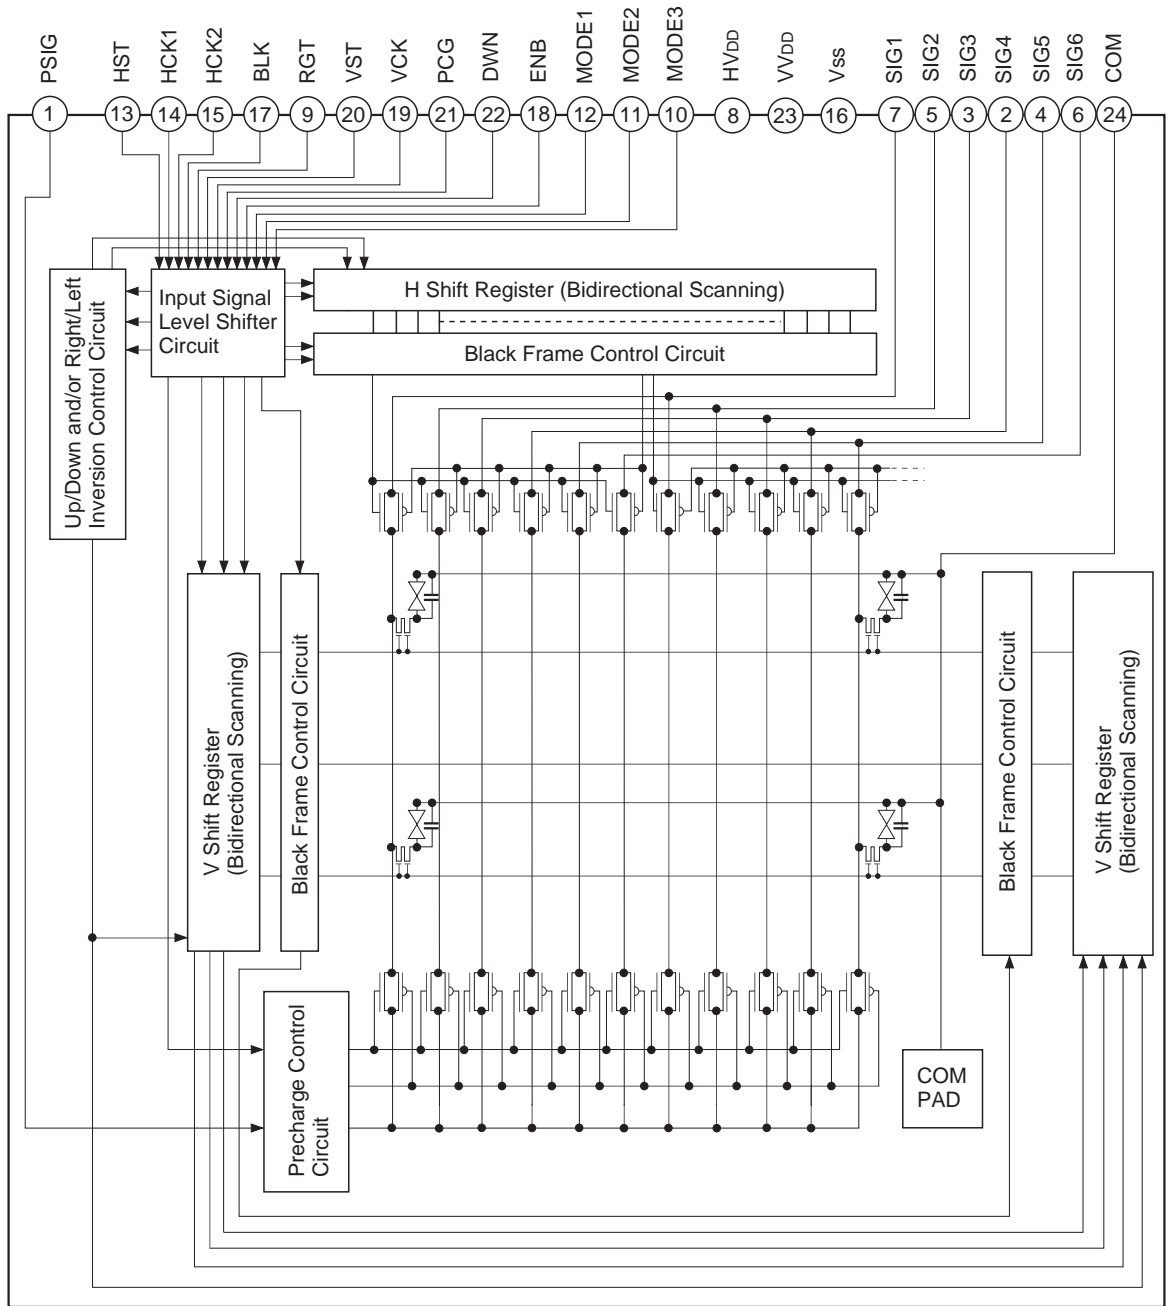 PSIG
HST
HCK1
HCK2
BLK
RGT
VST
VCK
PCG
DWN
ENB
MODE1
MODE2
MODE3
HVDD
VVDD
Vss
SIG1
SIG2
SIG3
SIG4
SIG5
SIG6
COM
1
13
14
15
17
9
20
19
21
22
18
12
11
10
8
23
16
7
5
3
2
4
6
24
Up/Down and/or Right/Left
Inversion Control Circuit
Input Signal
Level Shifter
Circuit
H Shift Register (Bidirectional Scanning)
Black Frame Control Circuit
V Shift Register
(Bidirectional Scanning)
Black Frame Control Circuit
Black Frame Control Circuit
V Shift Register
(Bidirectional Scanning)
Precharge Control
Circuit
COM
PAD